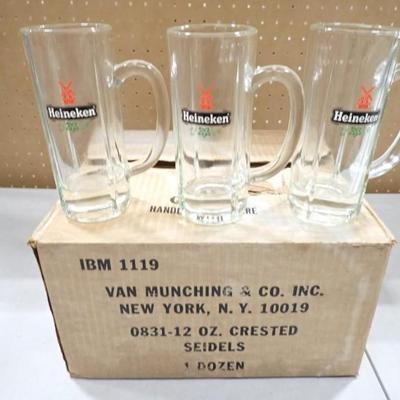 Heineken
Heineken
Heineken
IBM 1119
VAN MUNCHING & CO. INC.
NEW YORK, N. Y. 10019
0831-12 OZ. CRESTED
SEIDELS
1 DOZEN